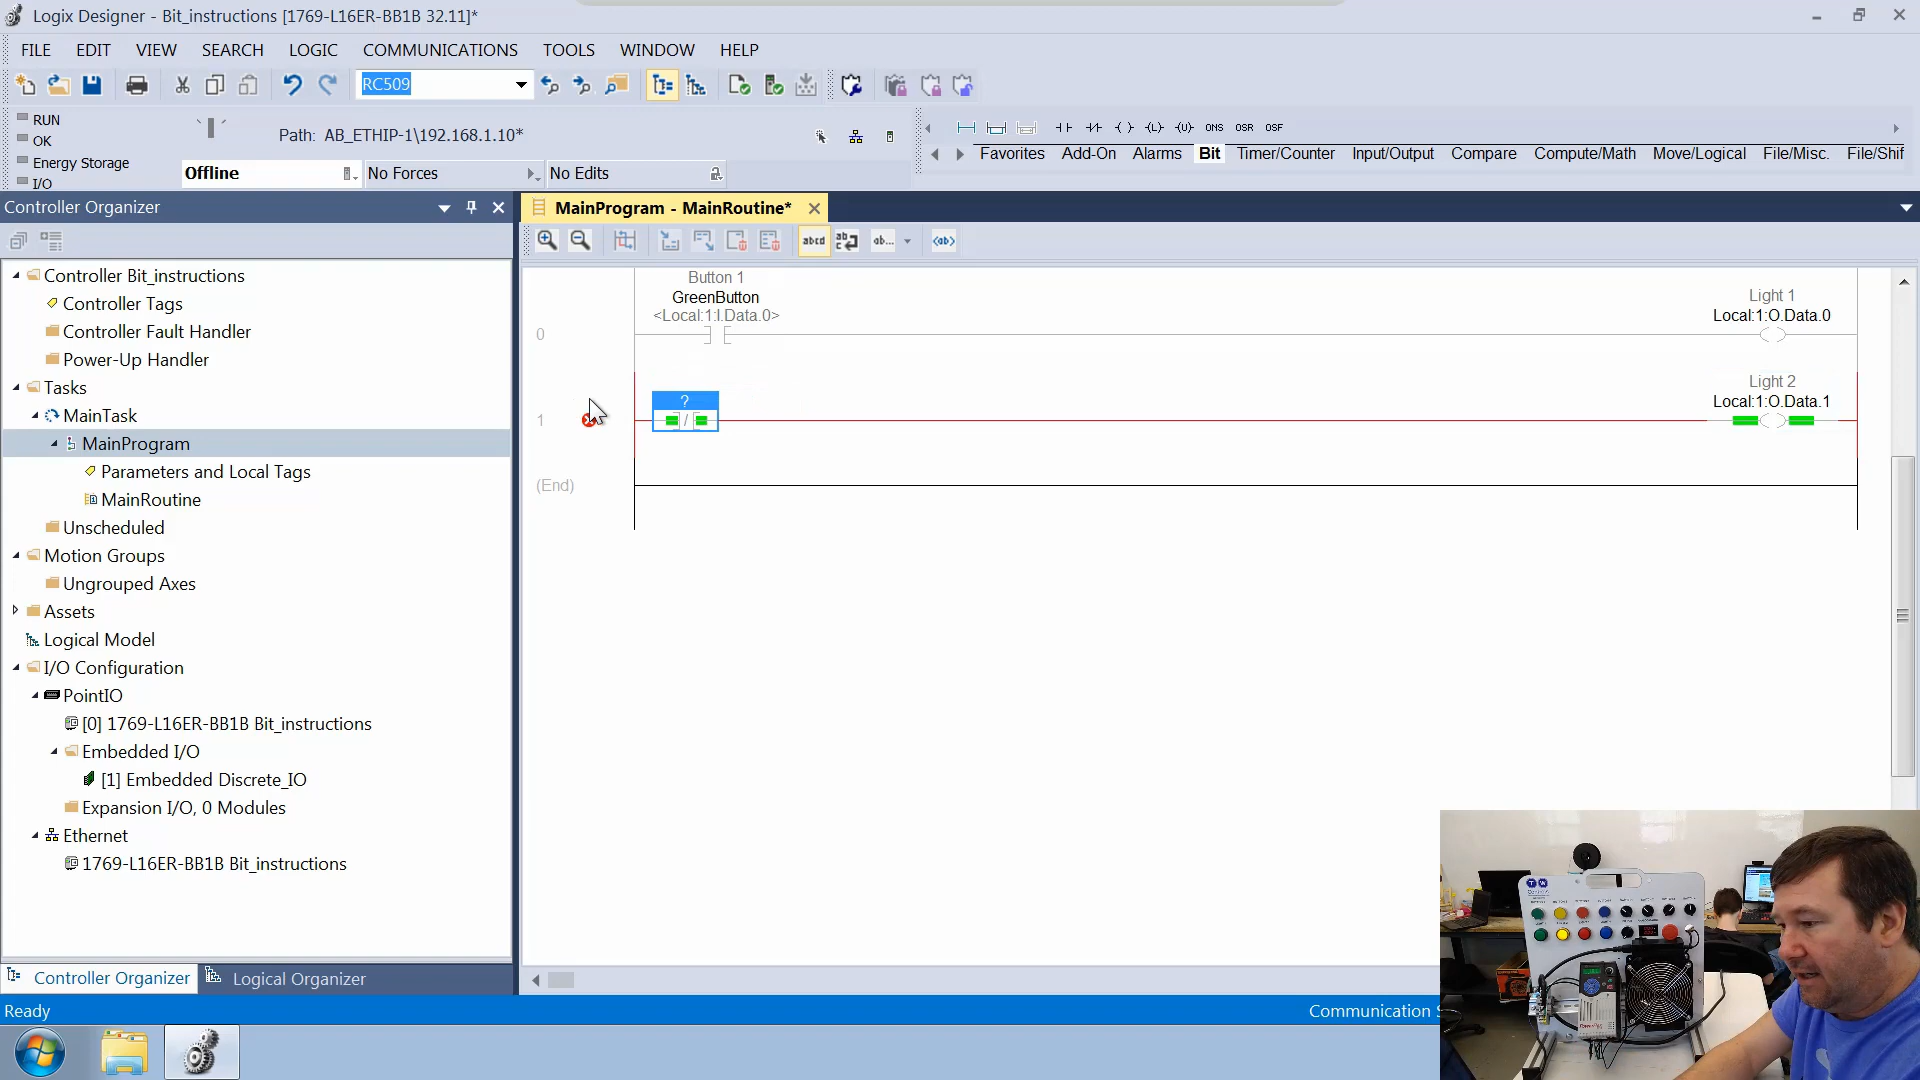 Logix Designer - Bit_instructions [1769-L16ER-BB1B 32.11]*
FILE EDIT VIEW SEARCH LOGIC COMMUNICATIONS TOOLS WINDOW HELP
RC509
RUN
OK
Energy Storage
I/O
Path: AB_ETHIP-1\192.168.1.10*
Offline
No Forces
No Edits
(L) (U) ONS OSR OSF
Favorites Add-On Alarms Bit Timer/Counter Input/Output Compare Compute/Math Move/Logical File/Misc. File/Shif
Controller Organizer
MainProgram - MainRoutine*
abcd ab c ab... <ab>
Controller Bit_instructions
Controller Tags
Controller Fault Handler
Power-Up Handler
Tasks
MainTask
MainProgram
Parameters and Local Tags
MainRoutine
Unscheduled
Motion Groups
Ungrouped Axes
Assets
Logical Model
I/O Configuration
PointIO
[0] 1769-L16ER-BB1B Bit_instructions
Embedded I/O
[1] Embedded Discrete_IO
Expansion I/O, 0 Modules
Ethernet
1769-L16ER-BB1B Bit_instructions
Button 1
GreenButton
<Local:1:I.Data.0>
0
Light 1
Local:1:O.Data.0
1
?
Light 2
Local:1:O.Data.1
(End)
Controller Organizer
Logical Organizer
Ready
Communication S